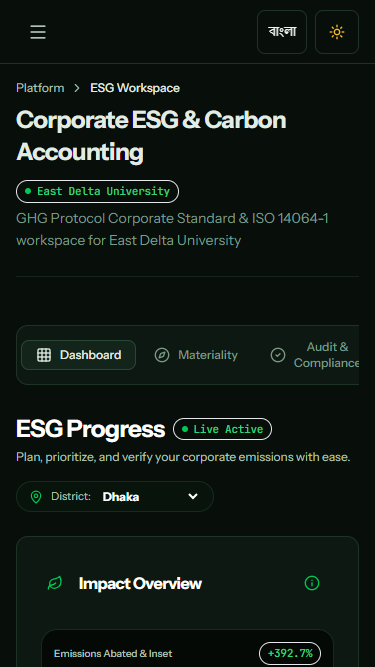 বাংলা
Platform > ESG Workspace
Corporate ESG & Carbon
Accounting
East Delta University
GHG Protocol Corporate Standard & ISO 14064-1
workspace for East Delta University
Dashboard
Materiality
Audit &
Compliance
ESG Progress
Live Active
Plan, prioritize, and verify your corporate emissions with ease.
District: Dhaka
Impact Overview
Emissions Abated & Inset
+392.7%